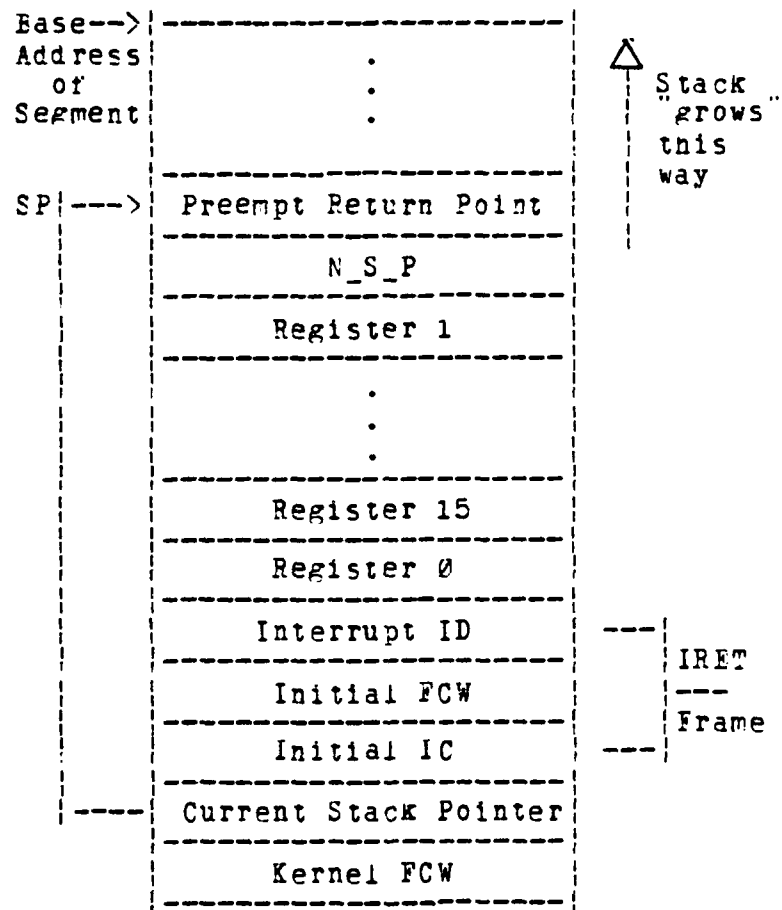 Base-->
Address
of
Segment
.
.
.
Stack
"grows"
this
way
SP --->
Preempt Return Point
N_S_P
Register 1
.
.
.
Register 15
Register 0
Interrupt ID
Initial FCW
Initial IC
IRET
Frame
Current Stack Pointer
Kernel FCW